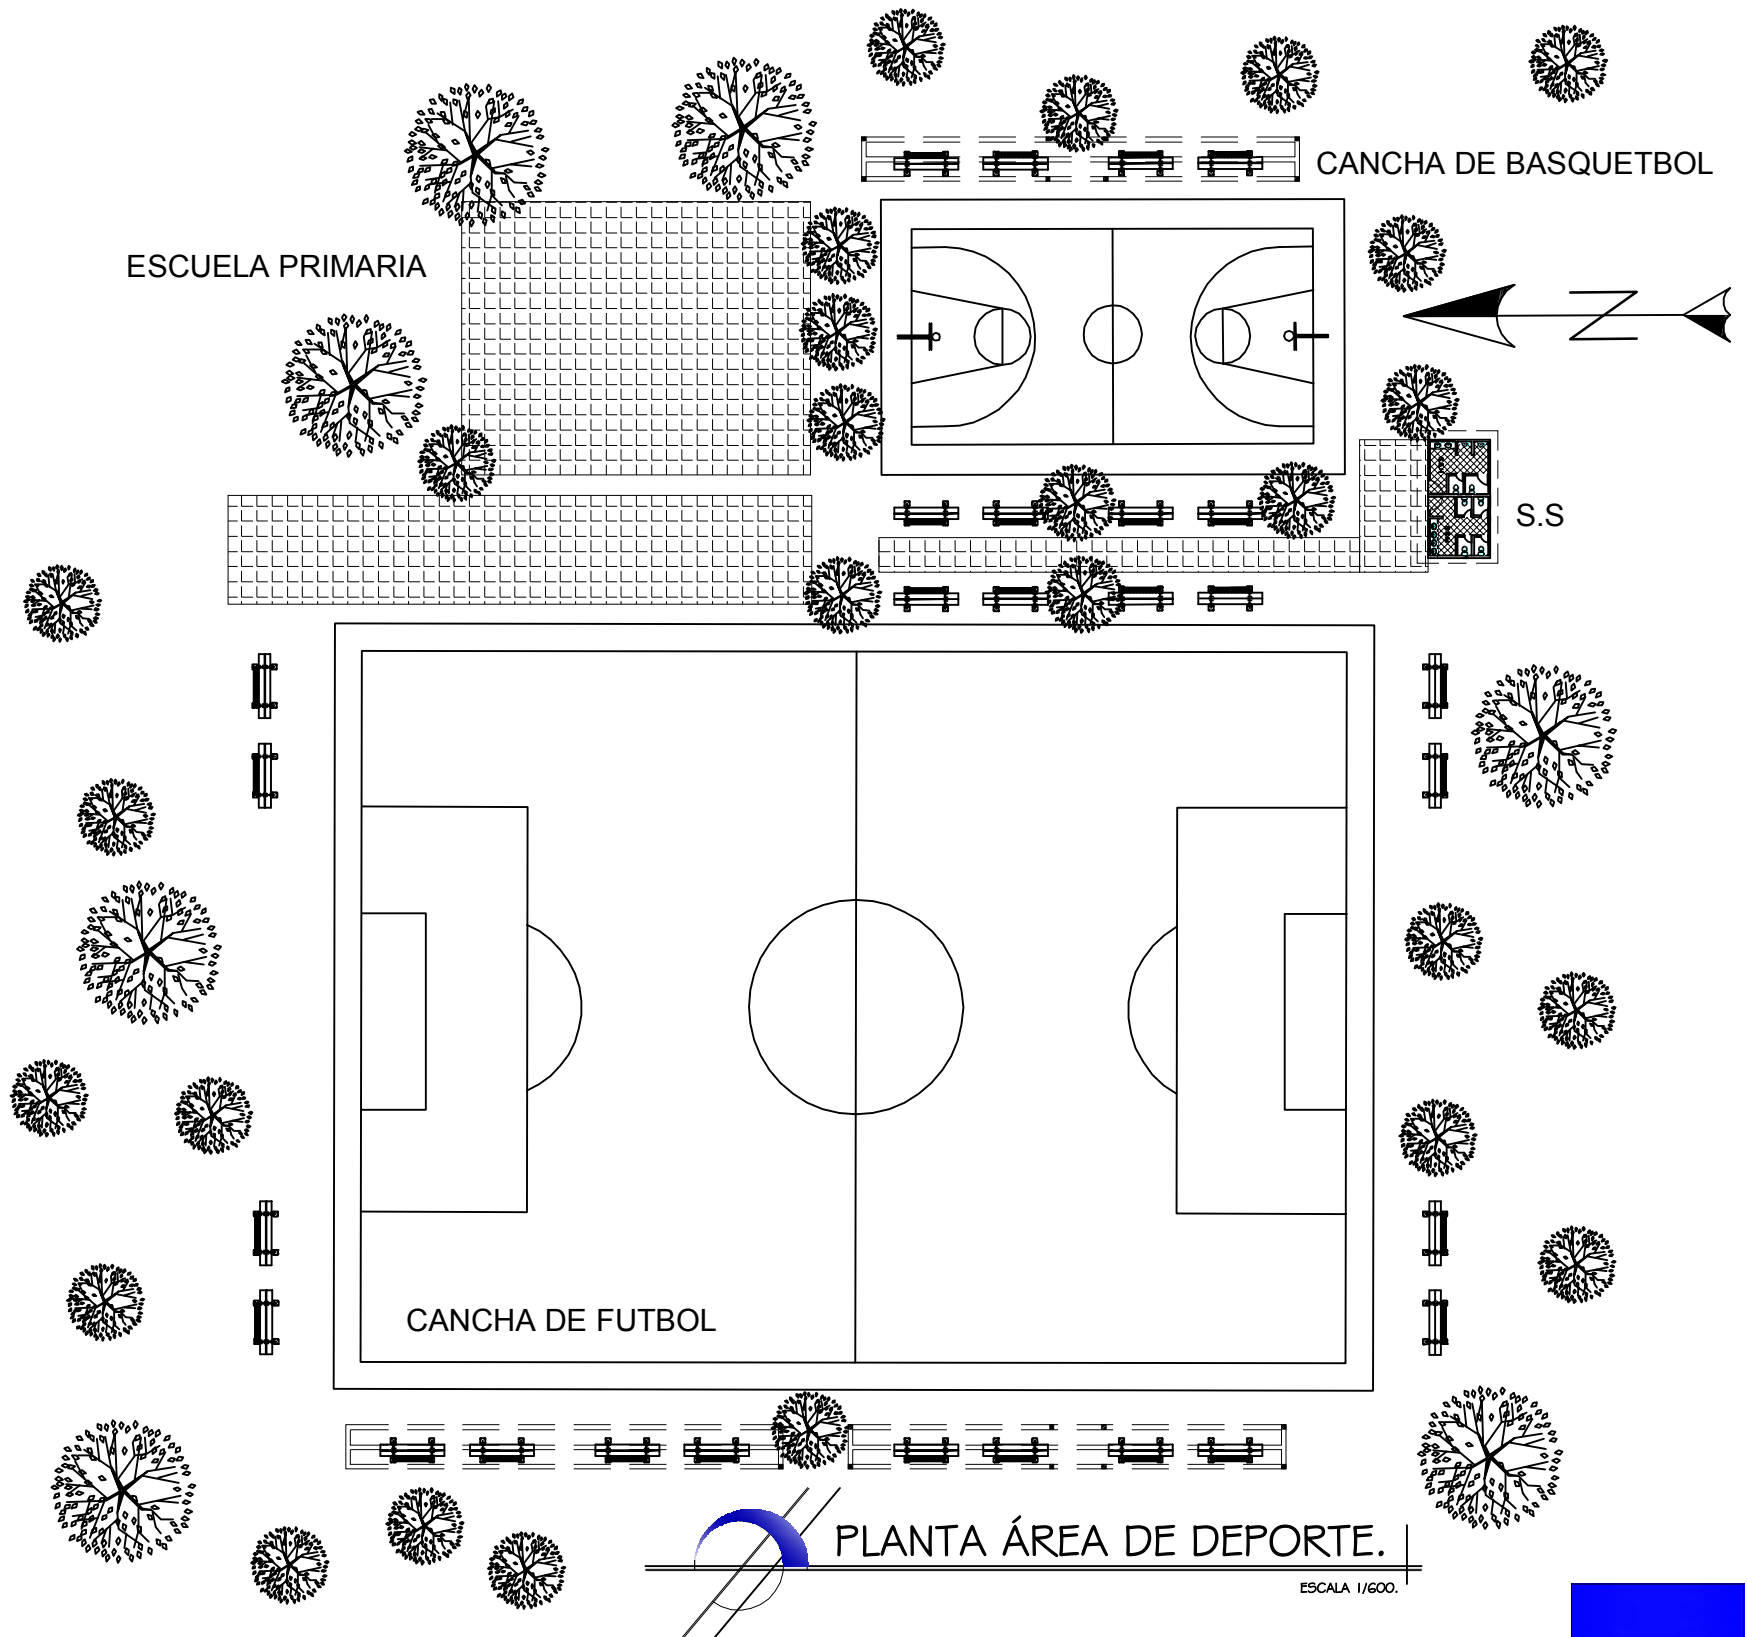 CANCHA DE BASQUETBOL
ESCUELA PRIMARIA
N
S.S
CANCHA DE FUTBOL
PLANTA ÁREA DE DEPORTE.
ESCALA 1/600.